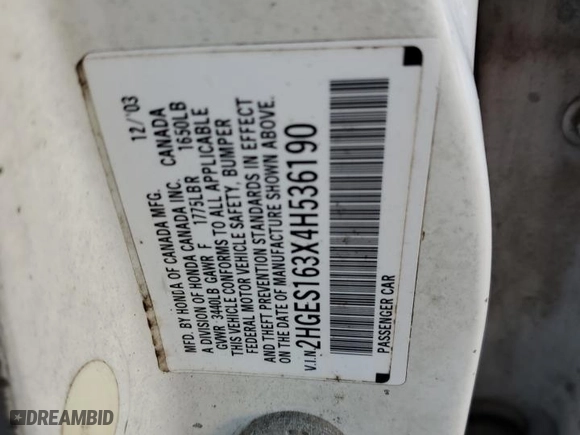 MFD. BY HONDA OF CANADA MFG. 12/'03
A DIVISION OF HONDA CANADA INC. CANADA
GVWR 3440LB GAWR F 1775LB R 1650LB
THIS VEHICLE CONFORMS TO ALL APPLICABLE
FEDERAL MOTOR VEHICLE SAFETY, BUMPER
AND THEFT PREVENTION STANDARDS IN EFFECT
ON THE DATE OF MANUFACTURE SHOWN ABOVE.
V.I.N. 2HGES163X4H536190
PASSENGER CAR
DREAMBID